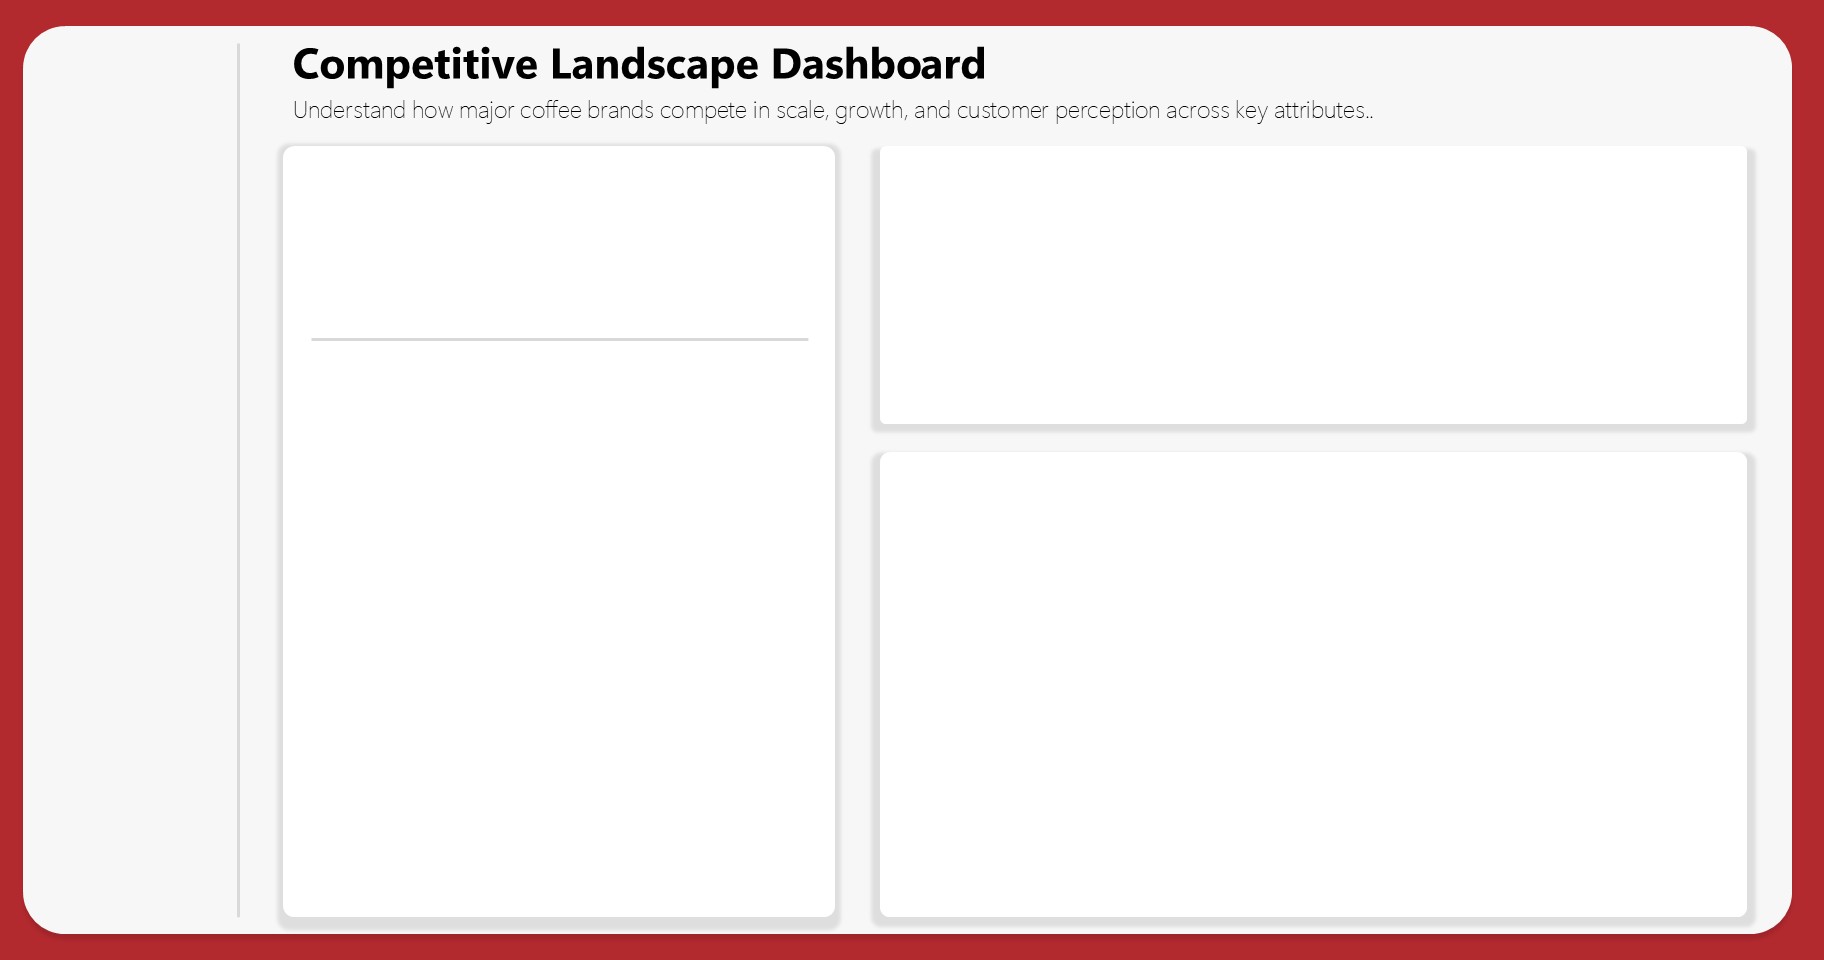 Competitive Landscape Dashboard
Understand how major coffee brands compete in scale, growth, and customer perception across key attributes..